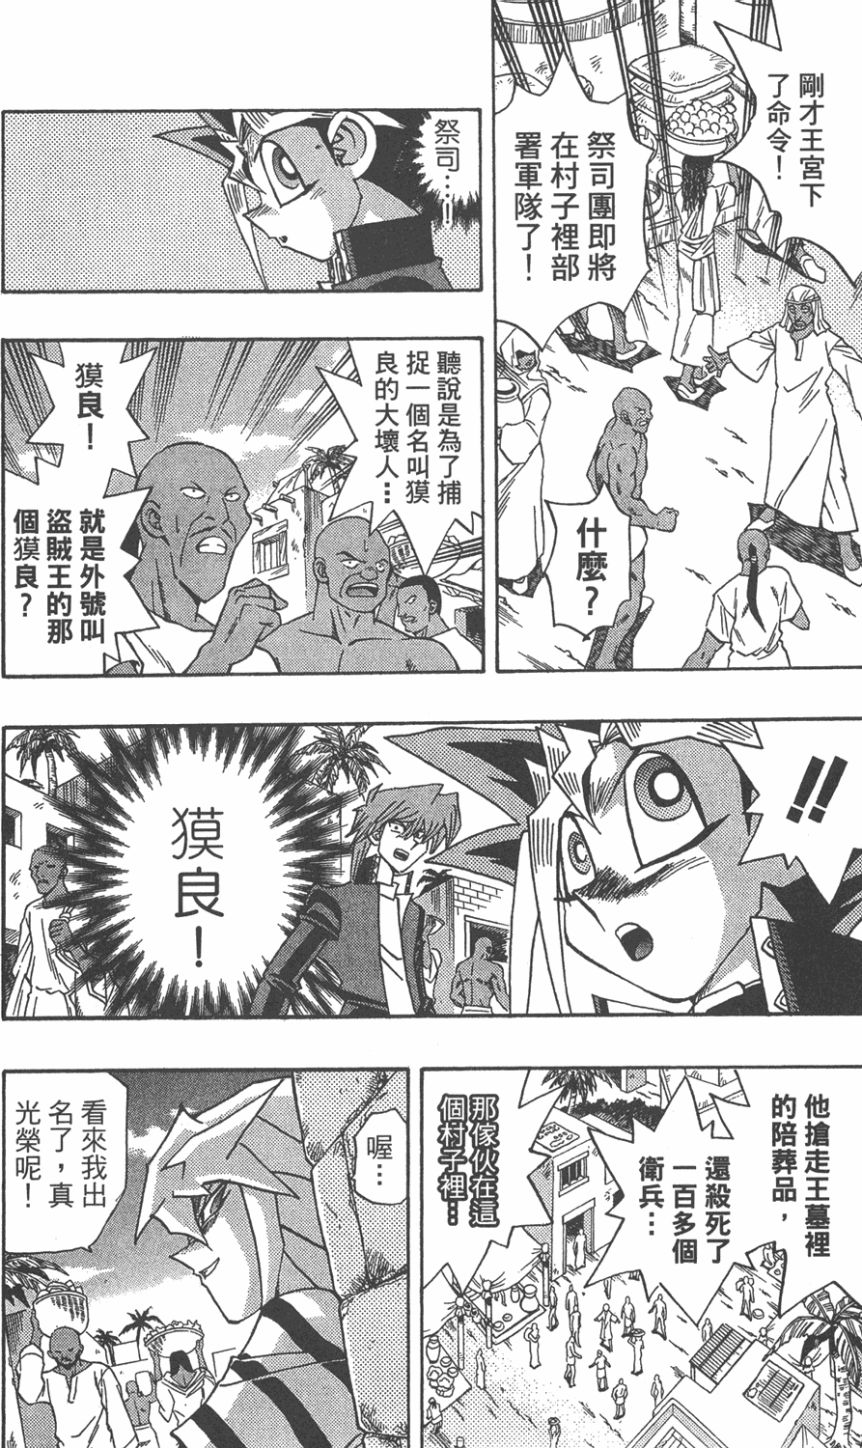 剛才王宮下
了命令！
祭司團即將
在村子裡部
署軍隊了！
什麼？
祭司…！
聽說是為了捕
捉一個名叫獏
良的大壞人…
獏良！
就是外號叫
盜賊王的那
個獏良？
!!
獏良！
他搶走王墓裡
的陪葬品，
還殺死了
一百多個
衛兵…
那傢伙在這
個村子裡…
喔…
看來我出
名了，真
光榮呢！